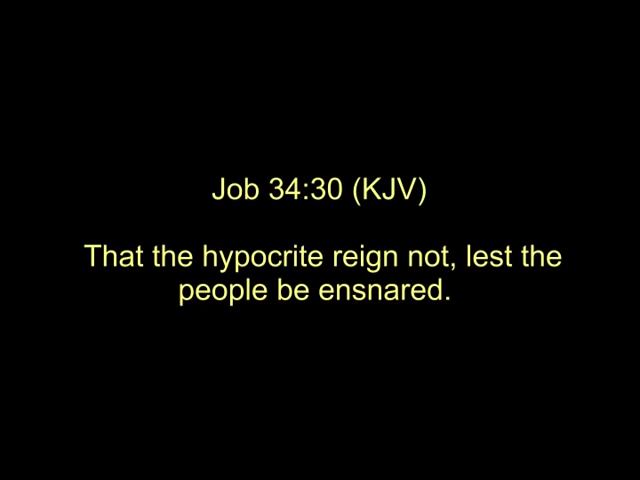 Job 34:30 (KJV)
That the hypocrite reign not, lest the
people be ensnared.